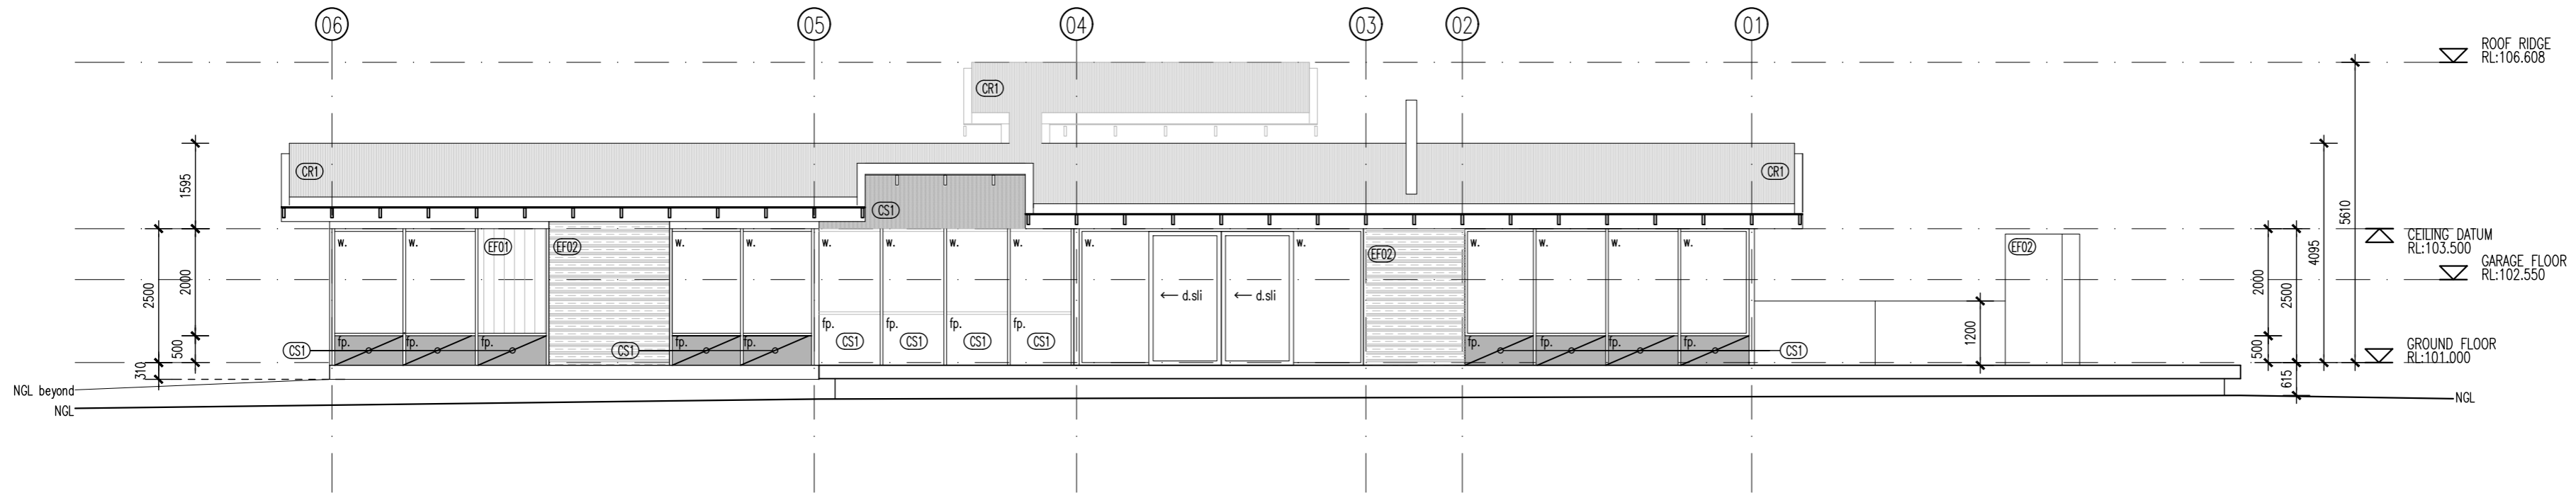 06
05
04
03
02
01
ROOF RIDGE
RL:106.608
CR1
CR1
CR1
1595
5610
4095
CS1
CEILING DATUM
RL:103.500
w.
w.
EF01
EF02
w.
w.
w.
w.
w.
w.
w.
w.
EF02
w.
w.
w.
w.
EF02
GARAGE FLOOR
RL:102.550
2500
2000
2000
2500
← d.sli
← d.sli
1200
fp.
fp.
fp.
fp.
CS1
CS1
CS1
CS1
fp.
fp.
fp.
fp.
fp.
fp.
fp.
fp.
fp.
CS1
CS1
CS1
500
500
GROUND FLOOR
RL:101.000
310
615
NGL beyond
NGL
NGL